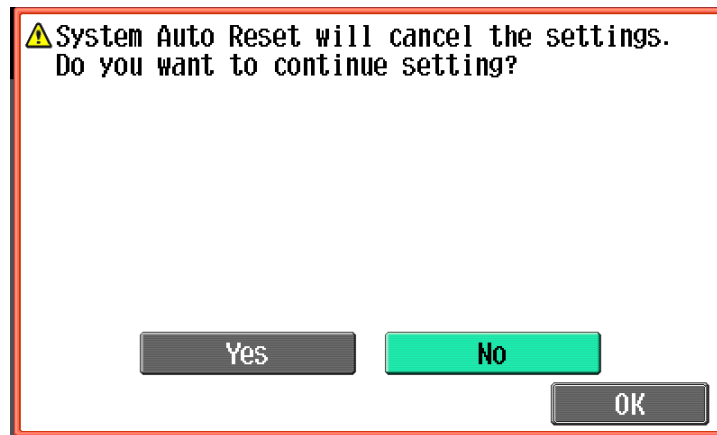 System Auto Reset will cancel the settings.
Do you want to continue setting?
Yes
No
OK